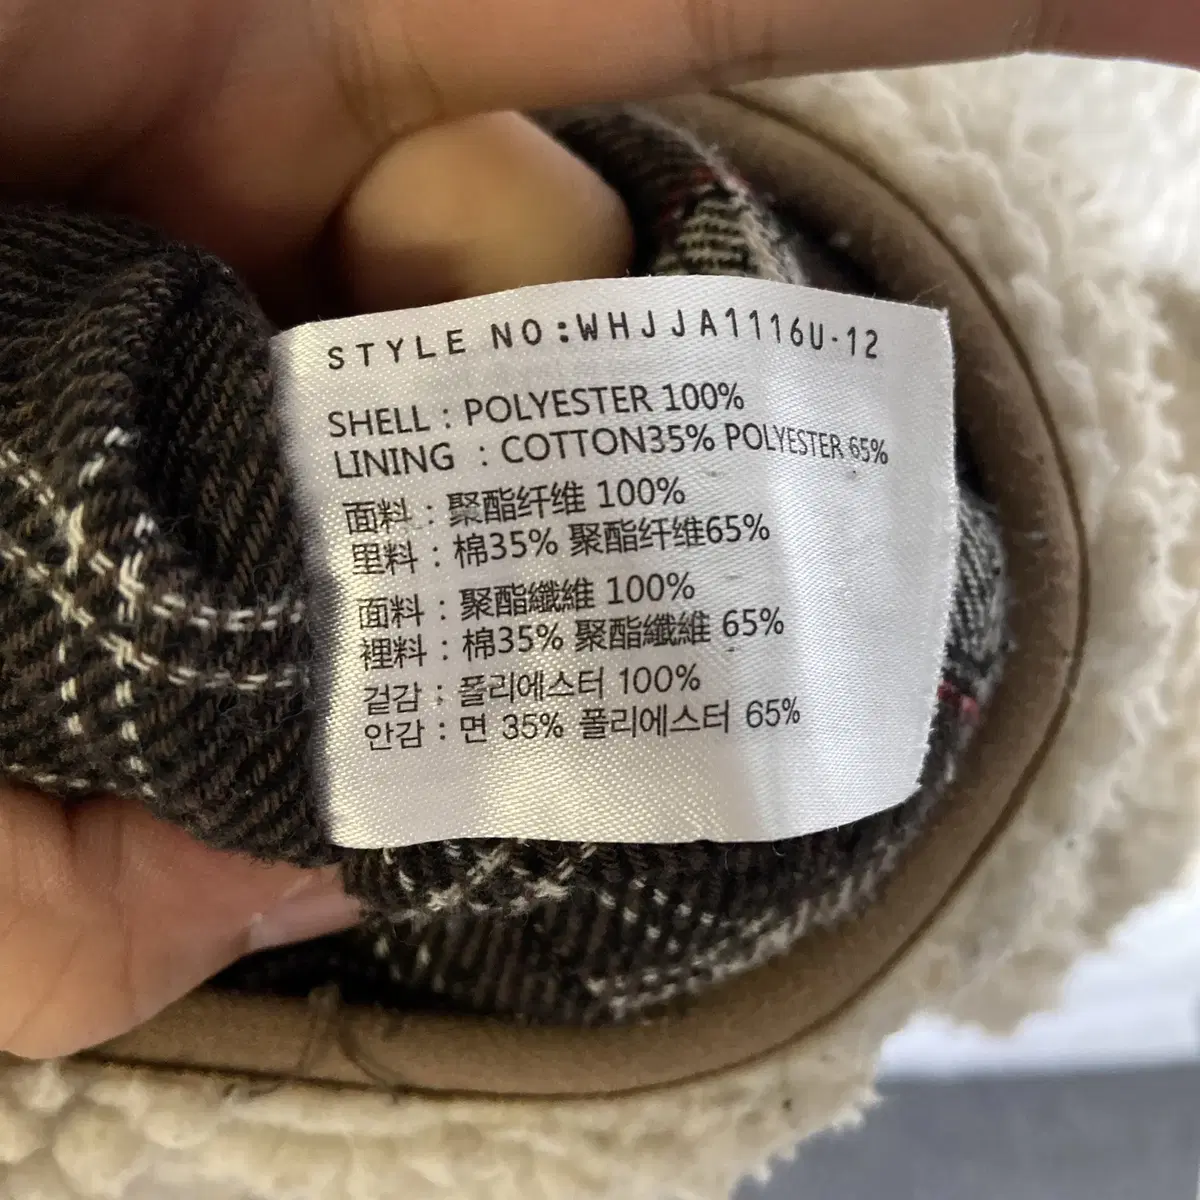 STYLE NO:WHJJA1116U-12
SHELL : POLYESTER 100%
LINING : COTTON35% POLYESTER 65%
面料 : 聚酯纤维 100%
里料 : 棉35% 聚酯纤维65%
面料 : 聚酯纖維 100%
裡料 : 棉35% 聚酯纖維 65%
겉감 : 폴리에스터 100%
안감 : 면 35% 폴리에스터 65%